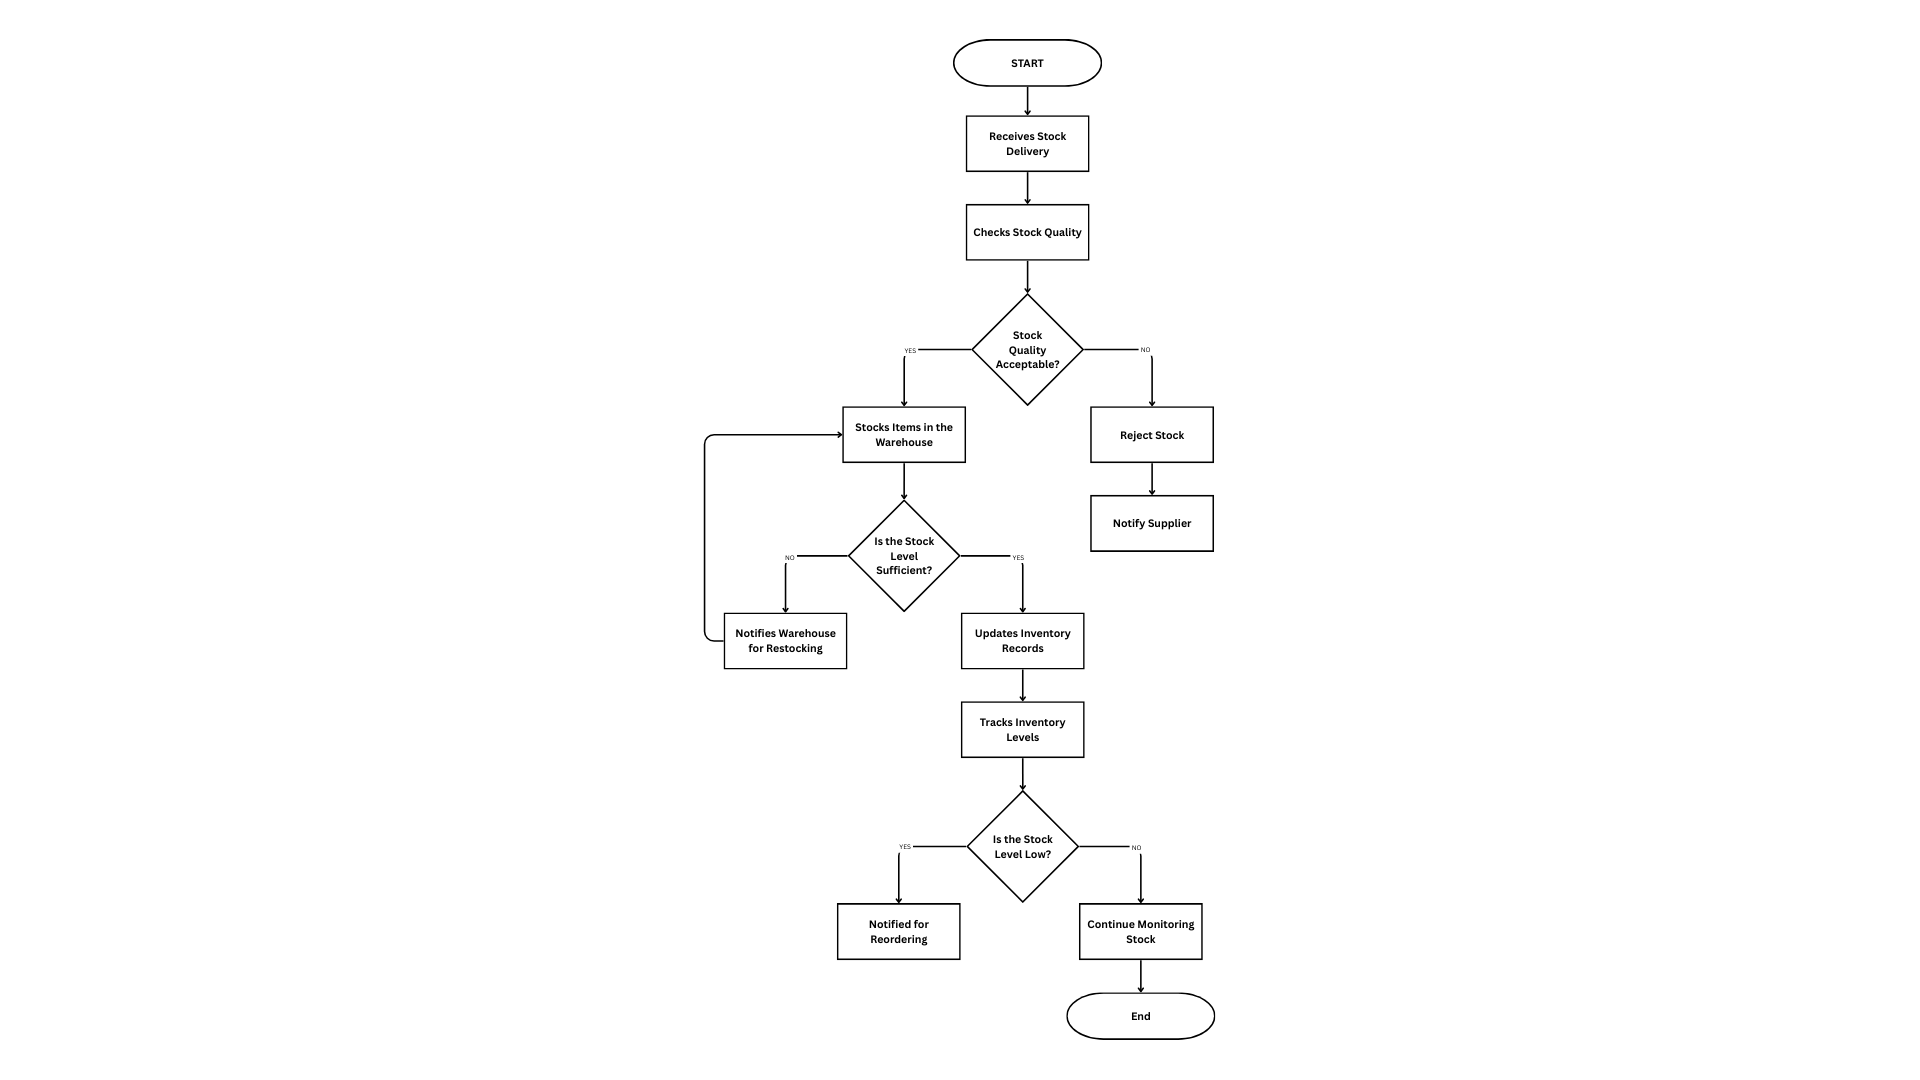 START
Receives Stock
Delivery
Checks Stock Quality
Stock
Quality
Acceptable?
YES
NO
Stocks Items in the
Warehouse
Reject Stock
Notify Supplier
Is the Stock
Level
Sufficient?
NO
YES
Notifies Warehouse
for Restocking
Updates Inventory
Records
Tracks Inventory
Levels
Is the Stock
Level Low?
YES
NO
Notified for
Reordering
Continue Monitoring
Stock
End